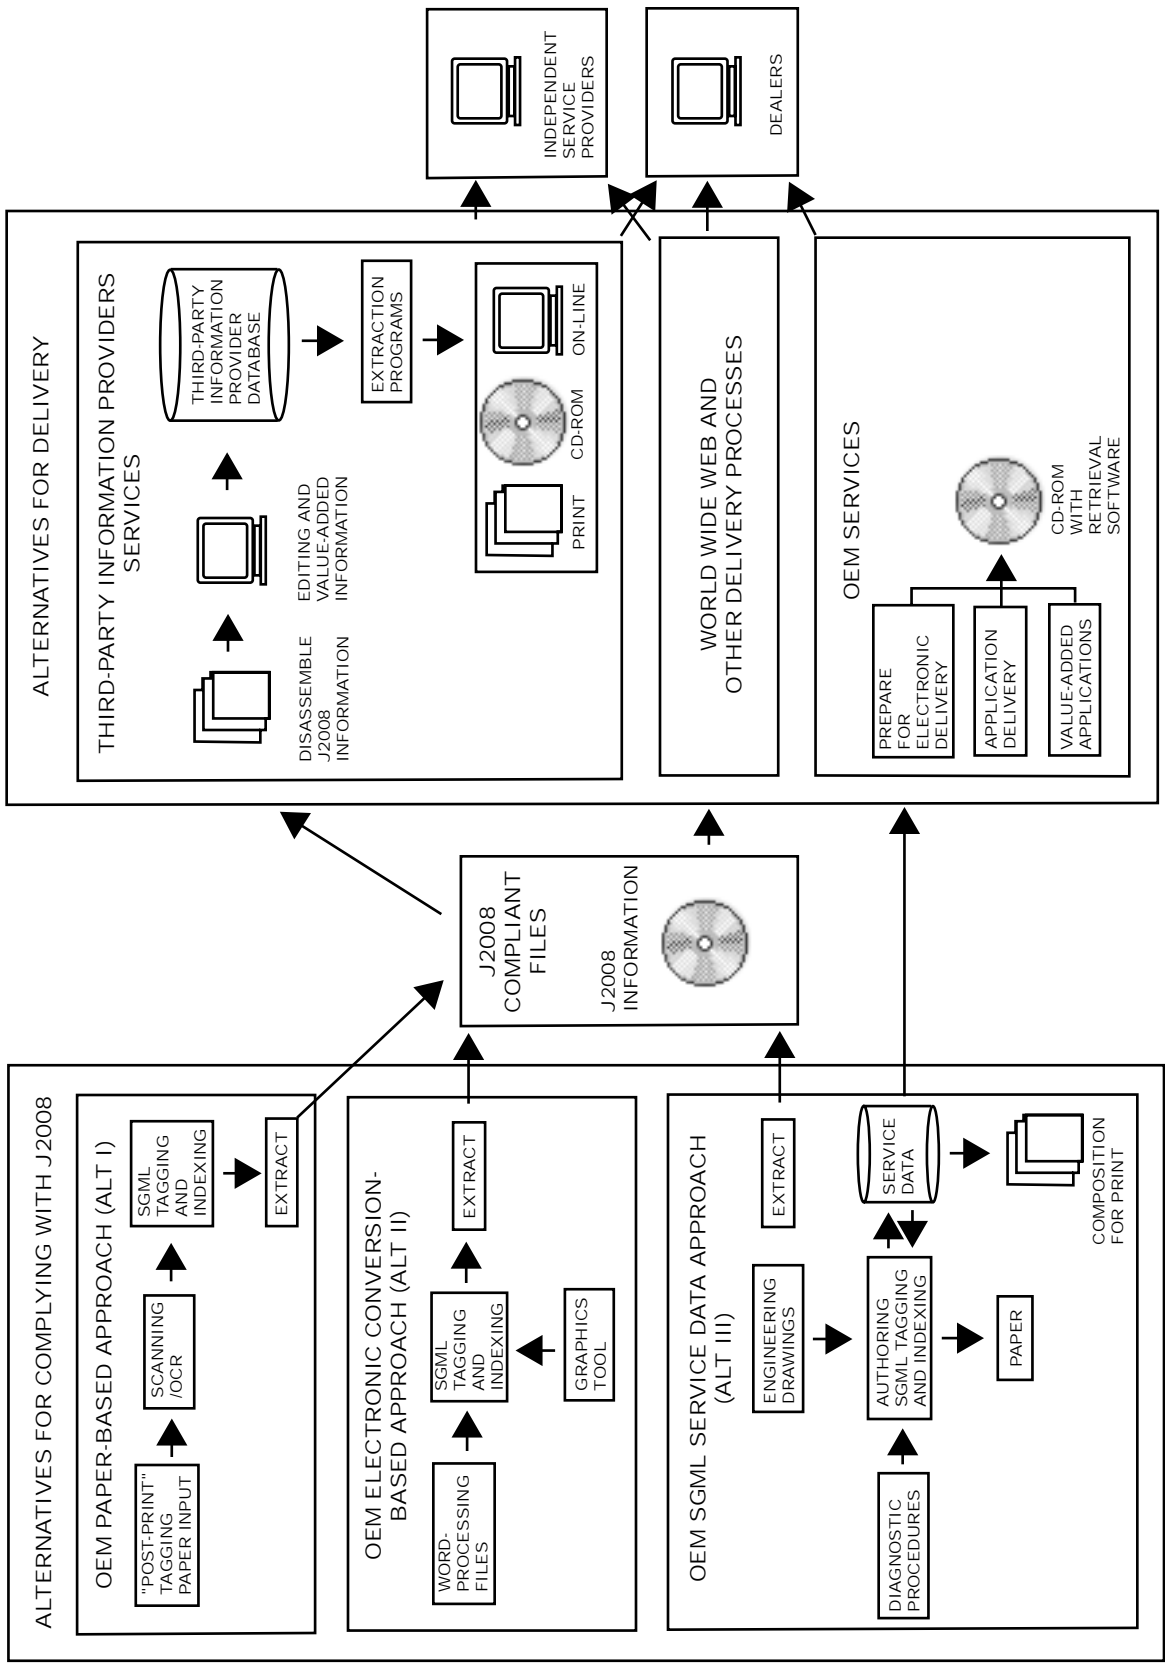 ALTERNATIVES FOR COMPLYING WITH J2008
OEM PAPER-BASED APPROACH (ALT I)
"POST-PRINT"
TAGGING
PAPER INPUT
SCANNING
/OCR
SGML
TAGGING
AND
INDEXING
EXTRACT
OEM ELECTRONIC CONVERSION-
BASED APPROACH (ALT II)
WORD-
PROCESSING
FILES
SGML
TAGGING
AND
INDEXING
EXTRACT
GRAPHICS
TOOL
OEM SGML SERVICE DATA APPROACH
(ALT III)
ENGINEERING
DRAWINGS
EXTRACT
DIAGNOSTIC
PROCEDURES
AUTHORING
SGML TAGGING
AND INDEXING
SERVICE
DATA
PAPER
COMPOSITION
FOR PRINT
J2008
COMPLIANT
FILES
J2008
INFORMATION
ALTERNATIVES FOR DELIVERY
THIRD-PARTY INFORMATION PROVIDERS
SERVICES
DISASSEMBLE
J2008
INFORMATION
EDITING AND
VALUE-ADDED
INFORMATION
THIRD-PARTY
INFORMATION
PROVIDER
DATABASE
EXTRACTION
PROGRAMS
PRINT
CD-ROM
ON-LINE
WORLD WIDE WEB AND
OTHER DELIVERY PROCESSES
OEM SERVICES
PREPARE
FOR
ELECTRONIC
DELIVERY
APPLICATION
DELIVERY
VALUE-ADDED
APPLICATIONS
CD-ROM
WITH
RETRIEVAL
SOFTWARE
INDEPENDENT
SERVICE
PROVIDERS
DEALERS